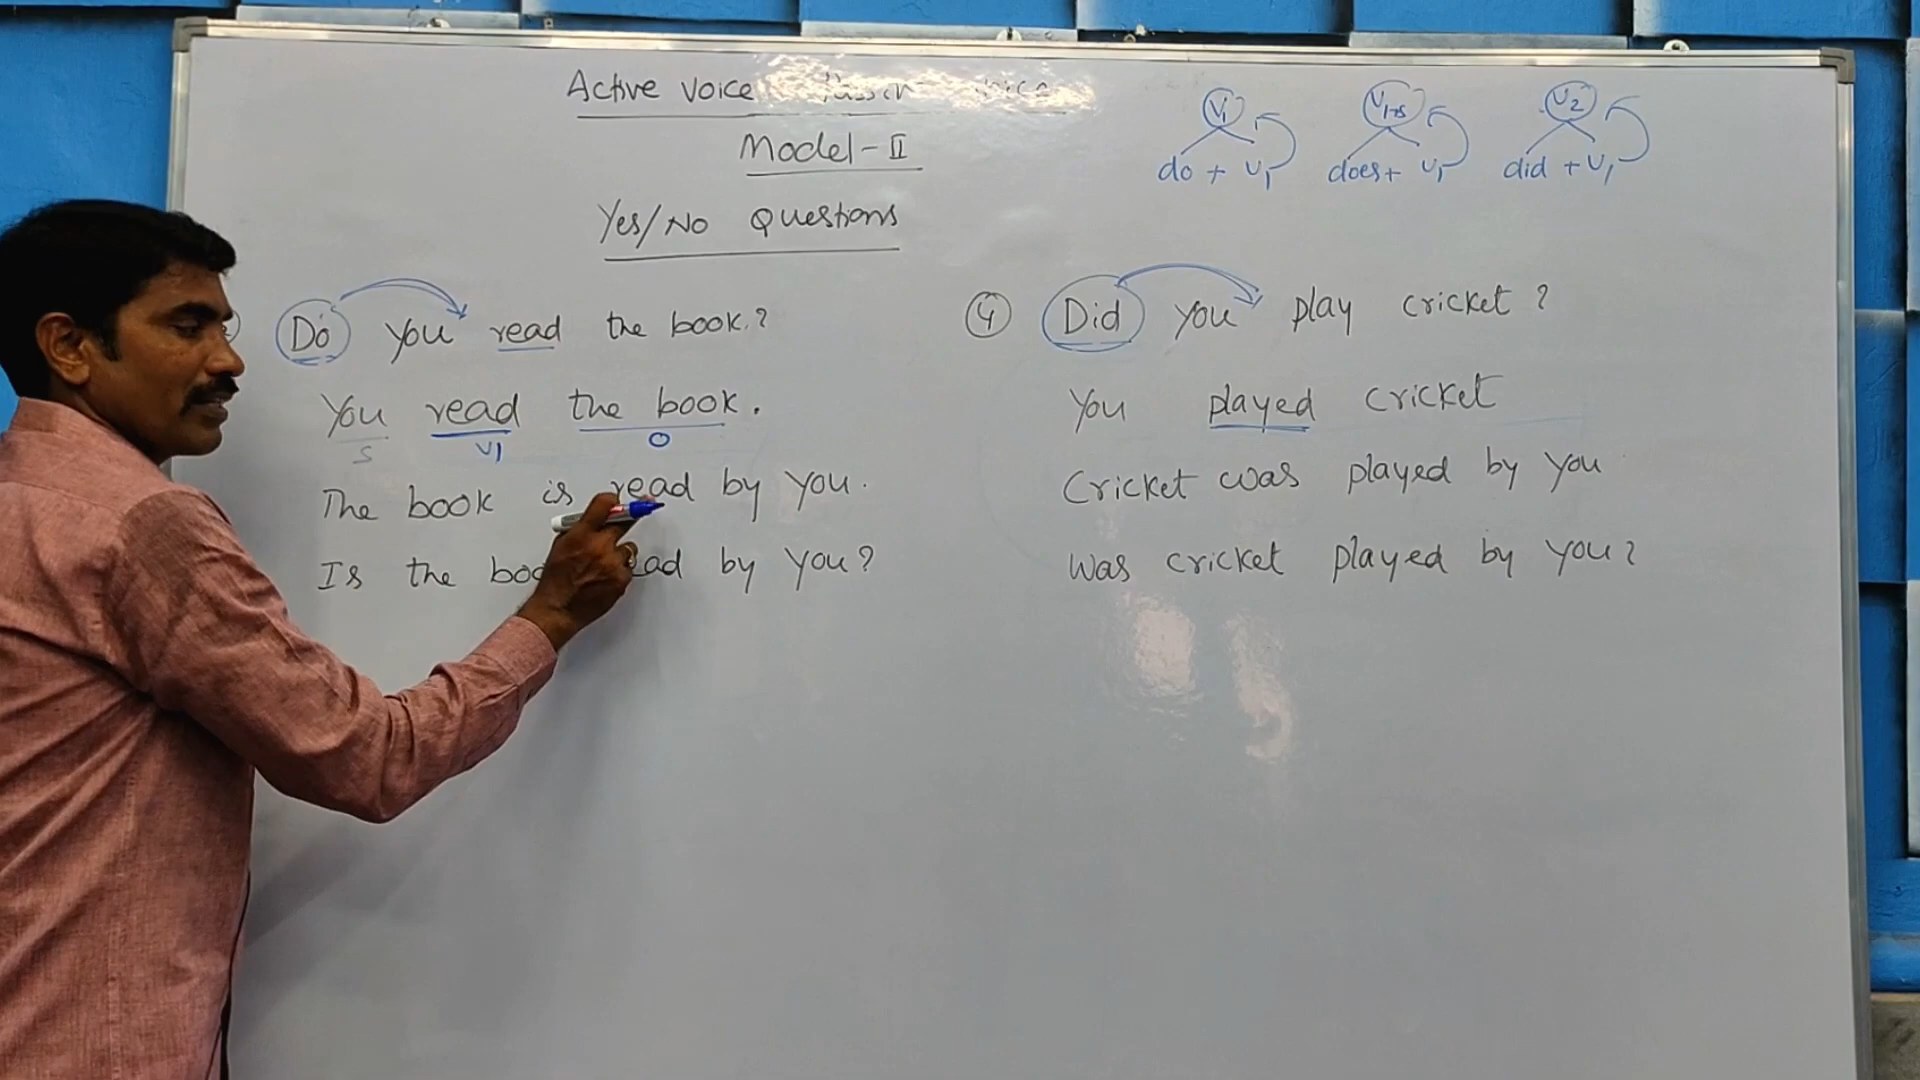 Active Voice Passive Voice
Model-II
Yes/No Questions
V1 V1+s V2
do + V1 does + V1 did + V1
Do you read the book.?
You read the book.
S V1 O
The book is read by you.
Is the by you?
4 Did you play cricket?
You played cricket
Cricket was played by you
Was cricket played by you?